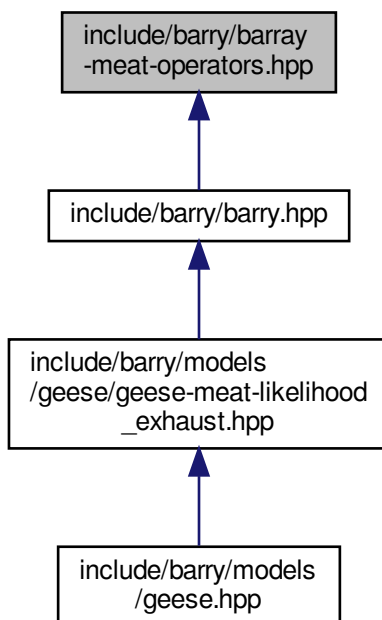 include/barry/barray
-meat-operators.hpp
include/barry/barry.hpp
include/barry/models
/geese/geese-meat-likelihood
_exhaust.hpp
include/barry/models
/geese.hpp